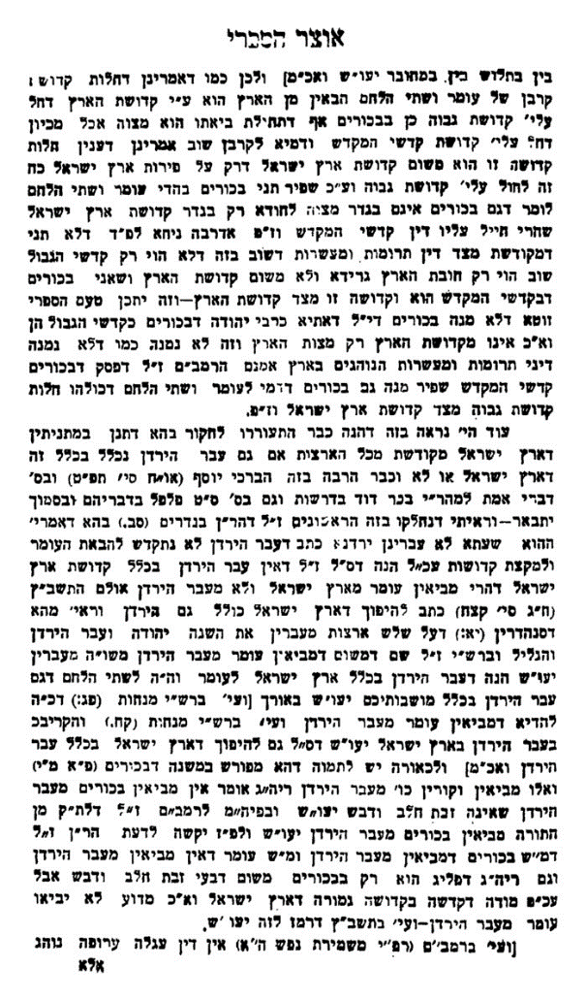 אוצר הספרי
בין בתלוש בין במחובר יעו״ש ואכ״מ] ולכן כמו דאמרינן דחלות קדושת
קרבן של עומר ושתי הלחם הבאין מן הארץ הוא ע״י קדושת הארץ דחל
עלי׳ קדושת גבוה כן בבכורים אף דתחילת ביאתו הוא מצוה אבל מכיון
דחל עלי׳ קדושת קדשי המקדש ודמיא לקרבן שוב אמרינן דענין חלות
קדושה זו הוא משום קדושת ארץ ישראל דרק על פירות ארץ ישראל כח
זה לחול עלי׳ קדושת גבוה וע״כ שפיר תני בכורים בהדי עומר ושתי הלחם
לומר דגם בכורים אינם בגדר מצוה לחודא רק בגדר קדושת ארץ ישראל
שהרי חייל עליו דין קדשי המקדש וז״פ אדרבה ניחא לפ״ד דלא תני
דמקודשת מצד דין תרומות ומעשרות דשוב בזה דלא הוי רק קדשי הגבול
שוב הוי רק חובת הארץ גרידא ולא משום קדושת הארץ ושאני בכורים
דבקדשי המקדש הוא וקדושה זו מצד קדושת הארץ—וזה יתכן טעם הספרי
זוטא דלא מנה בכורים די״ל דאתיא כרבי יהודה דבכורים כקדשי הגבול הן
וא״כ אינו מקדושת הארץ רק מצות הארץ וזה לא נמנה כמו דלא נמנה
דיני תרומות ומעשרות הנוהגים בארץ אמנם הרמב״ם ז״ל דפסק דבכורים
קדשי המקדש שפיר מנה גם בכורים דדמי לעומר ושתי הלחם דכולהו חלות
קדושת גבוה מצד קדושת ארץ ישראל וז״פ.
עוד הי׳ נראה בזה דהנה כבר התעוררו לחקור בהא דתנן במתניתין
דארץ ישראל מקודשת מכל הארצות אם גם עבר הירדן נכלל בכלל זה
דארץ ישראל או לא וכבר הרבה בזה הברכי יוסף (או״ח סי׳ תפ״ט) ובס׳
דברי אמת למהר״י בכר דוד בדרשות וגם בס׳ ס״ט פלפל בדבריהם ובסמוך
יתבאר—וראיתי דנחלקו בזה הראשונים ז״ל דהר״ן בנדרים (סב.) בהא דאמרי׳
ההוא שעתא לא עברינן ירדנא כתב דעבר הירדן לא נתקדש להבאת העומר
ולמקצת קדושות עכ״ל הנה דס״ל ז״ל דאין עבר הירדן בכלל קדושת ארץ
ישראל דהרי מביאין עומר מארץ ישראל ולא מעבר הירדן אולם התשב״ץ
(ח״ג סי׳ קצח) כתב להיפוך דארץ ישראל כולל גם הירדן וראי׳ מהא
דסנהדרין (יא:) דעל שלש ארצות מעברין את השנה יהודה ועבר הירדן
והגליל וברש״י ז״ל שם דמשום דמביאין עומר מעבר הירדן משו״ה מעברין
יעו״ש הנה דעבר הירדן בכלל ארץ ישראל לעומר וה״ה לשתי הלחם דגם
עבר הירדן בכלל מושבותיכם יעו״ש באורך [ועי׳ ברש״י מנחות (פג:) דכ״ה
להדיא דמביאין עומר מעבר הירדן ועי׳ ברש״י מנחות (קח.) והקריבכ
בעבר הירדן בארץ ישראל יעו״ש דס״ל גם להיפוך דארץ ישראל בכלל עבר
הירדן ואכ״מ] ולכאורה יש לתמוה דהא מפורש במשנה דבכורים (פ״א מ״י)
ואלו מביאין וקורין כו׳ מעבר הירדן ריה״ג אומר אין מביאין בכורים מעבר
הירדן שאינה זבת חלב ודבש יעו״ש ובפיה״מ לרמב״ם ז״ל דלת״ק מן
התורה מביאין בכורים מעבר הירדן יעו״ש ולפ״ז יקשה לדעת הר״ן ז״ל
דמ״ש בכורים דמביאין מעבר הירדן ומ״ש עומר דאין מביאין מעבר הירדן
וגם ריה״ג דפליג הוא רק בבכורים משום דבעי זבת חלב ודבש אבל
עכ״פ מודה דקדשה בקדושה גמורה דארץ ישראל וא״כ מדוע לא יביאו
עומר מעבר הירדן—ועי׳ בתשב״ץ דרמז לזה יעו״ש.
[ועי׳ ברמב״ם (רפ״י משמירת נפש ה״א) אין דין עגלה ערופה נוהג
אלא